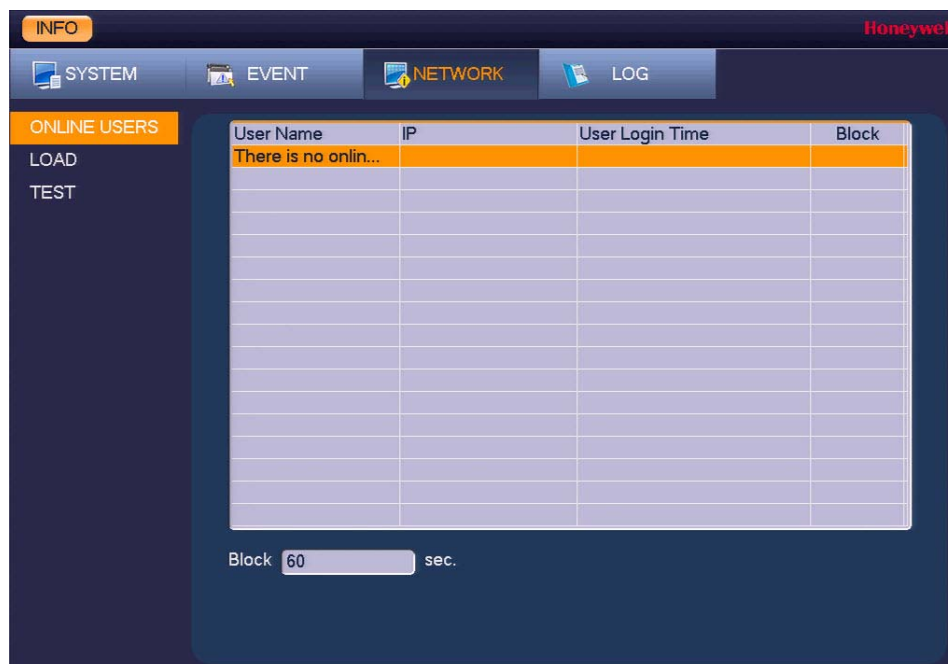 INFO
Honeywel
SYSTEM EVENT NETWORK LOG
ONLINE USERS
LOAD
TEST
User Name IP User Login Time Block
There is no onlin...
Block 60 sec.